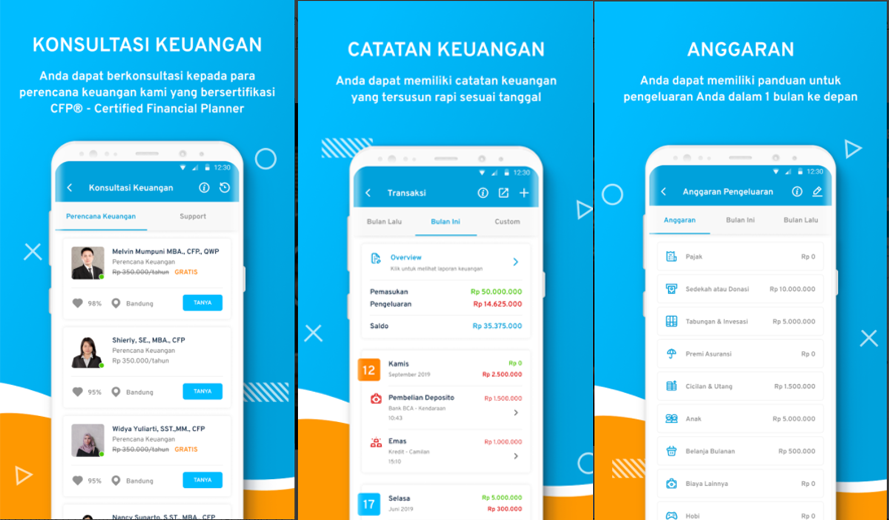 KONSULTASI KEUANGAN
Anda dapat berkonsultasi kepada para
perencana keuangan kami yang bersertifikasi
CFP® - Certified Financial Planner
12:30
Konsultasi Keuangan
Perencana Keuangan
Support
Melvin Mumpuni MBA., CFP., QWP
Perencana Keuangan
Rp 350.000/tahun GRATIS
98% Bandung TANYA
Shierly, SE., MBA., CFP
Perencana Keuangan
Rp 350.000/tahun
95% Bandung TANYA
Widya Yuliarti, SST.,MM., CFP
Perencana Keuangan
Rp 350.000/tahun GRATIS
95% Bandung TANYA
Nancy Sunarto, S.ST., MBA., CFP
CATATAN KEUANGAN
Anda dapat memiliki catatan keuangan
yang tersusun rapi sesuai tanggal
12:30
Transaksi
Bulan Lalu Bulan Ini Custom
Overview
Klik untuk melihat laporan keuangan
Pemasukan Rp 50.000.000
Pengeluaran Rp 14.625.000
Saldo Rp 35.375.000
12 Kamis Rp 0
September 2019 Rp 2.500.000
Pembelian Deposito Rp 1,500.000
Bank BCA - Kendaraan
10:43
Emas Rp 1,000.000
Kredit - Camilan
15:10
17 Selasa Rp 5.000.000
Juni 2019 Rp 300.000
ANGGARAN
Anda dapat memiliki panduan untuk
pengeluaran Anda dalam 1 bulan ke depan
12:30
Anggaran Pengeluaran
Anggaran Bulan Ini Bulan Lalu
Pajak Rp 0
Sedekah atau Donasi Rp 10.000.000
Tabungan & Invesasi Rp 5.000.000
Premi Asuransi Rp 0
Cicilan & Utang Rp 1.500.000
Anak Rp 5.000.000
Belanja Bulanan Rp 500.000
Biaya Lainnya Rp 0
Hobi Rp 0